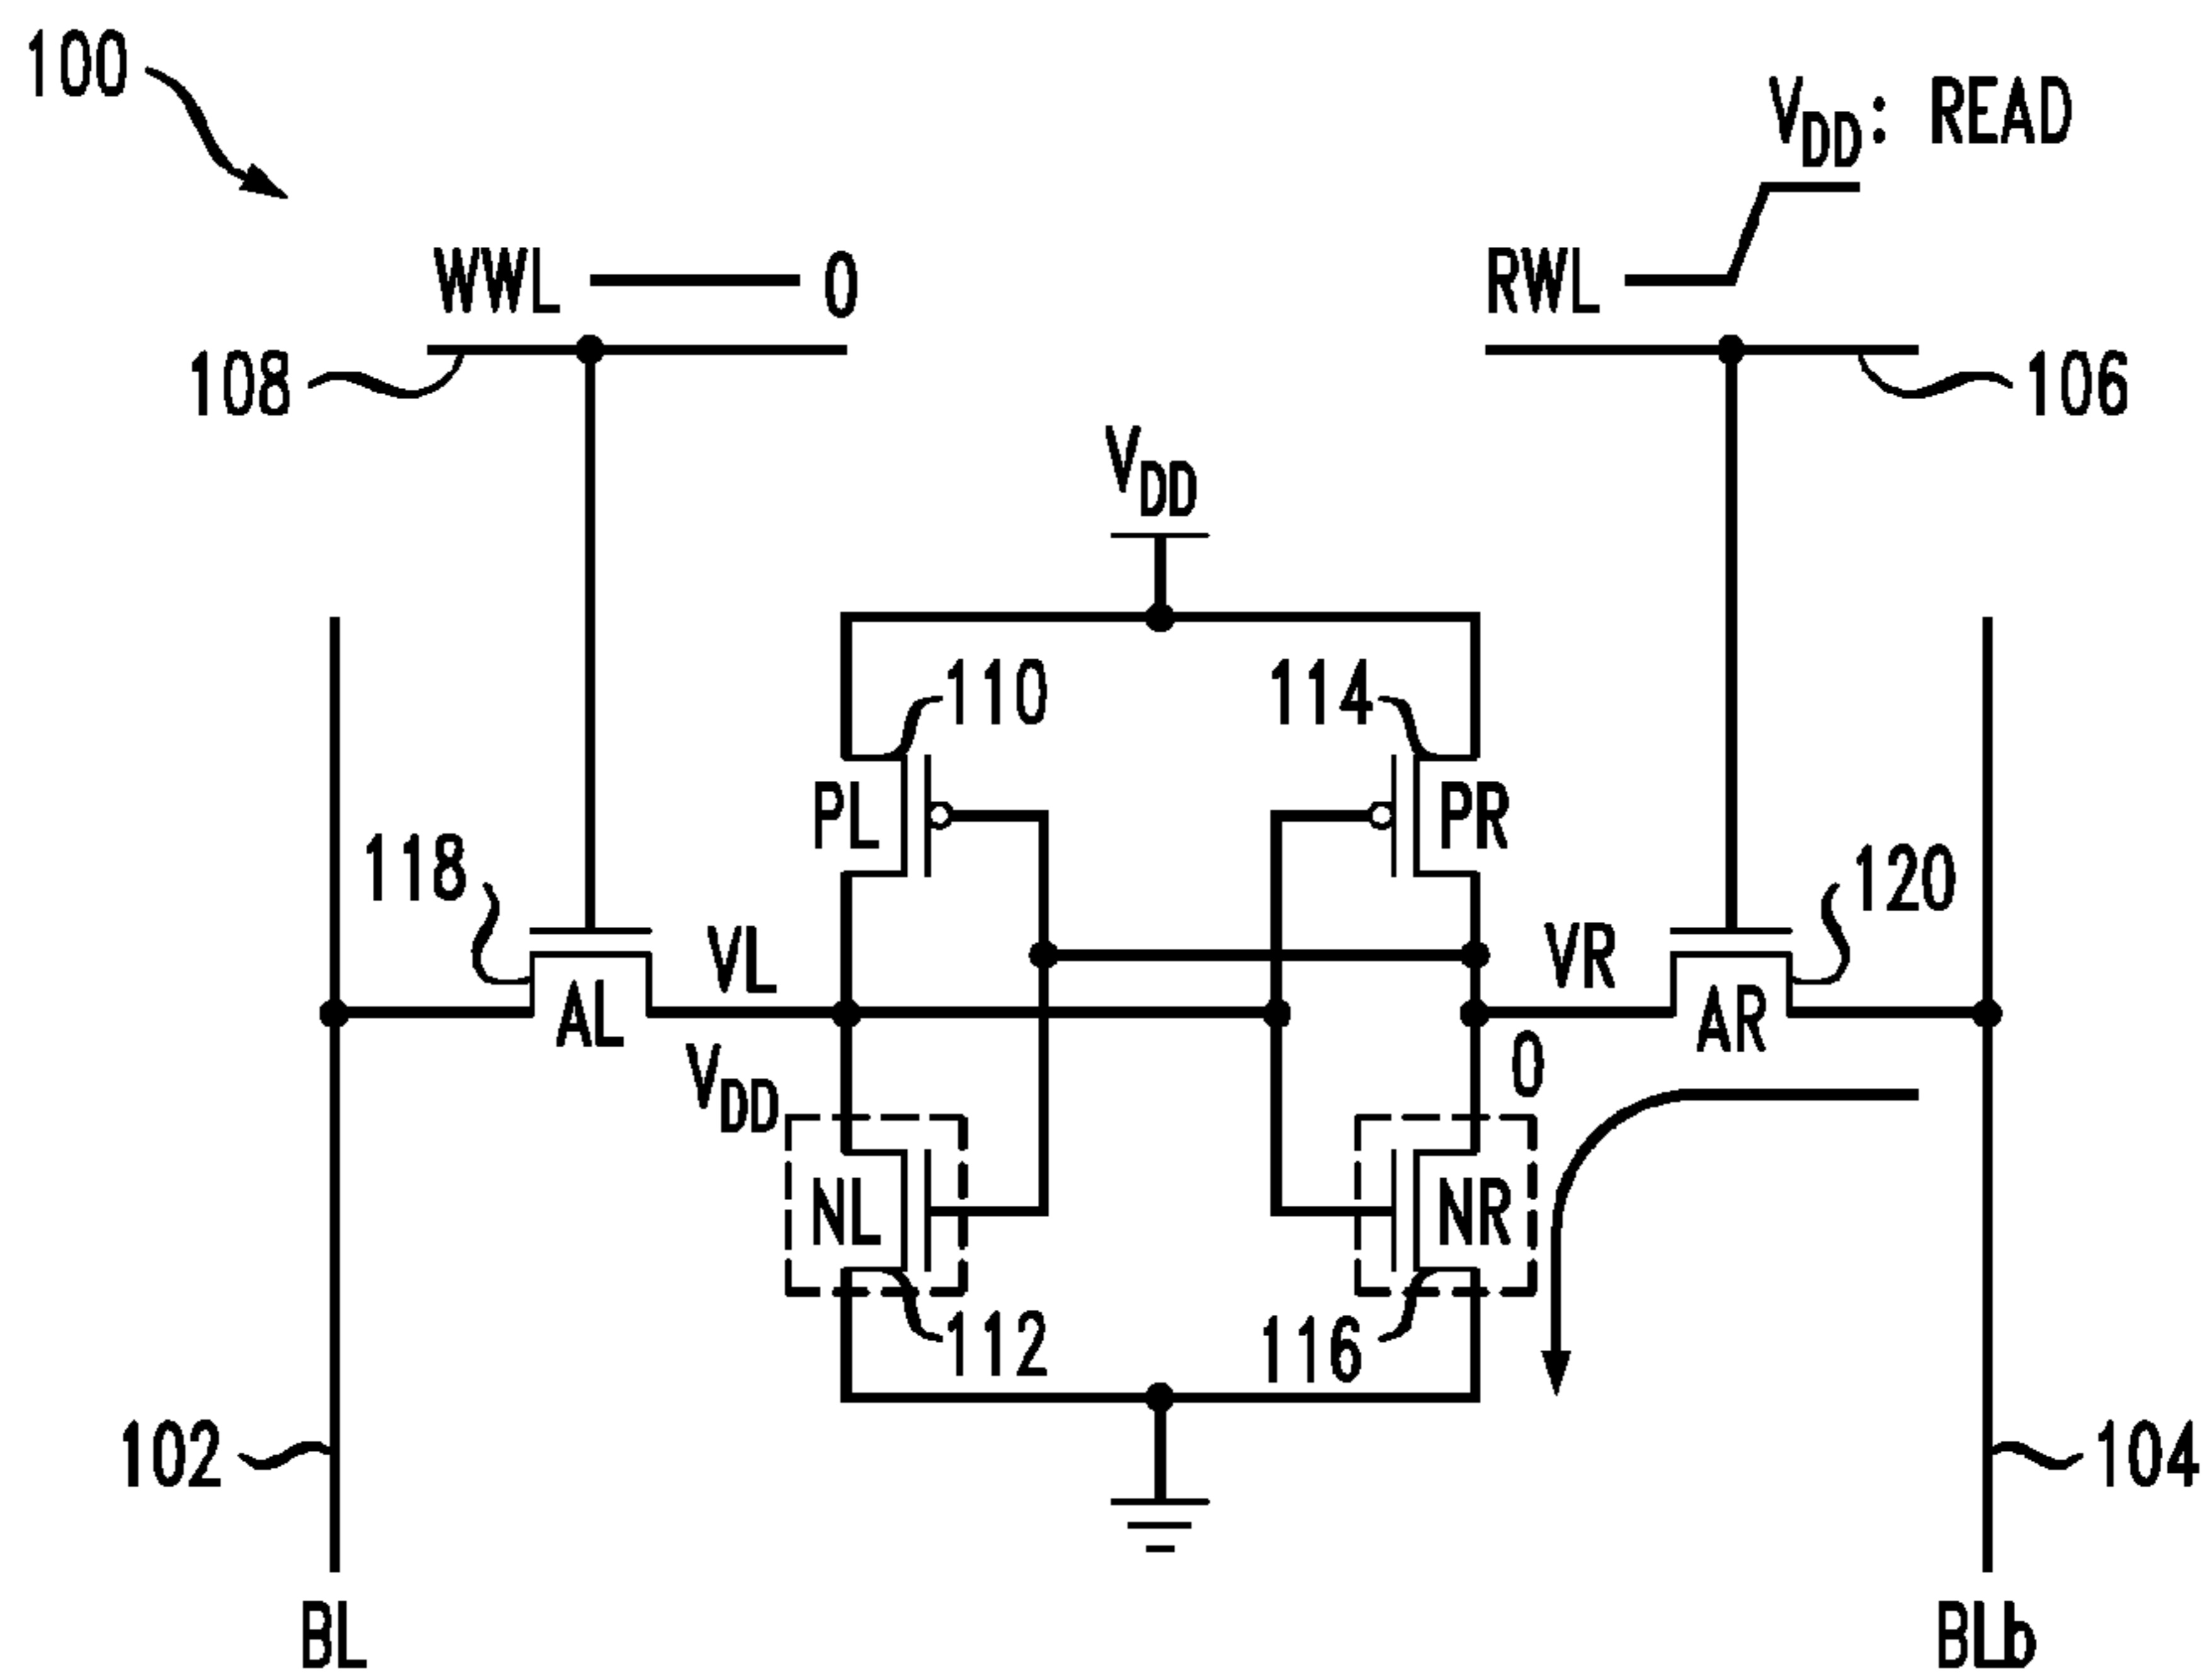 100
VDD: READ
WWL 0
RWL
108
106
VDD
110
114
PL
PR
118
120
VL
VR
AL
AR
VDD
0
NL
NR
112
116
102
104
BL
BLb